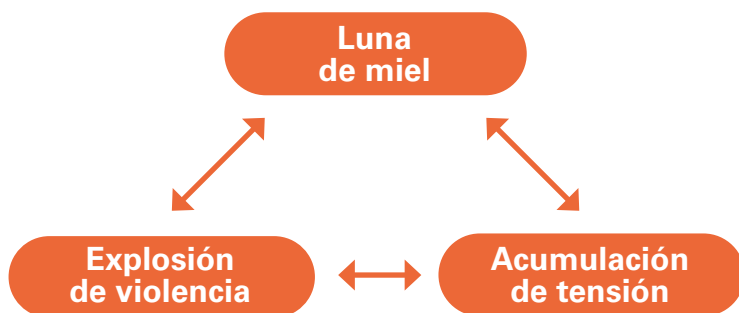 Luna
de miel
Explosión
de violencia
Acumulación
de tensión